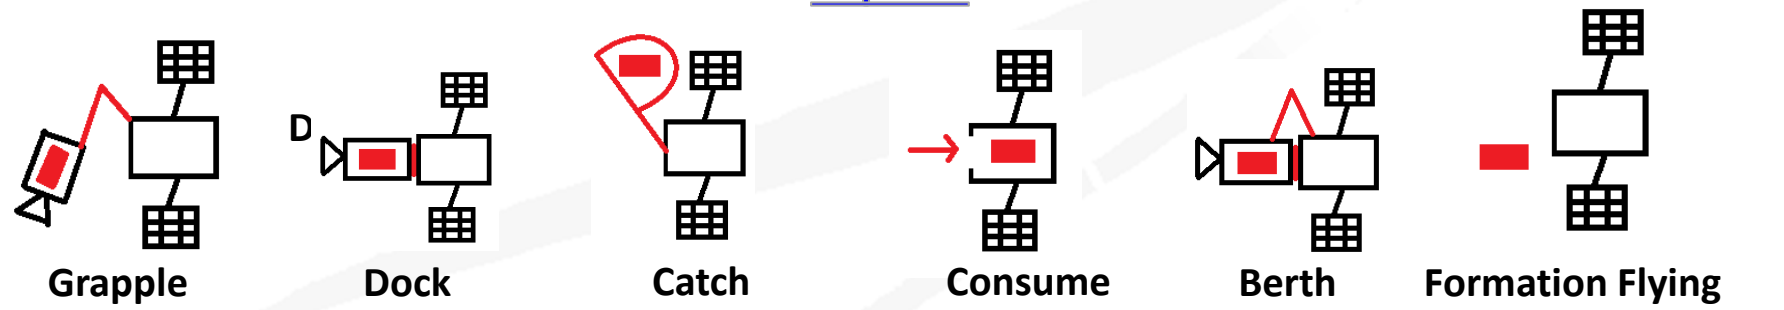 D
Grapple
Dock
Catch
Consume
Berth
Formation Flying